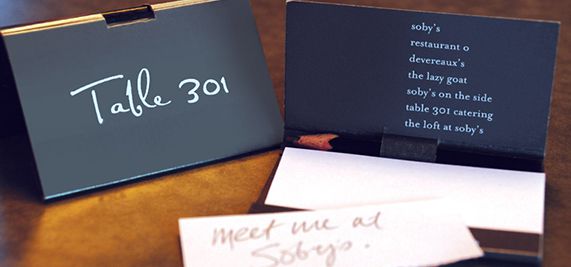 Table 301
soby's
restaurant o
devereaux's
the lazy goat
soby's on the side
table 301 catering
the loft at soby's
meet me at
Soby's.